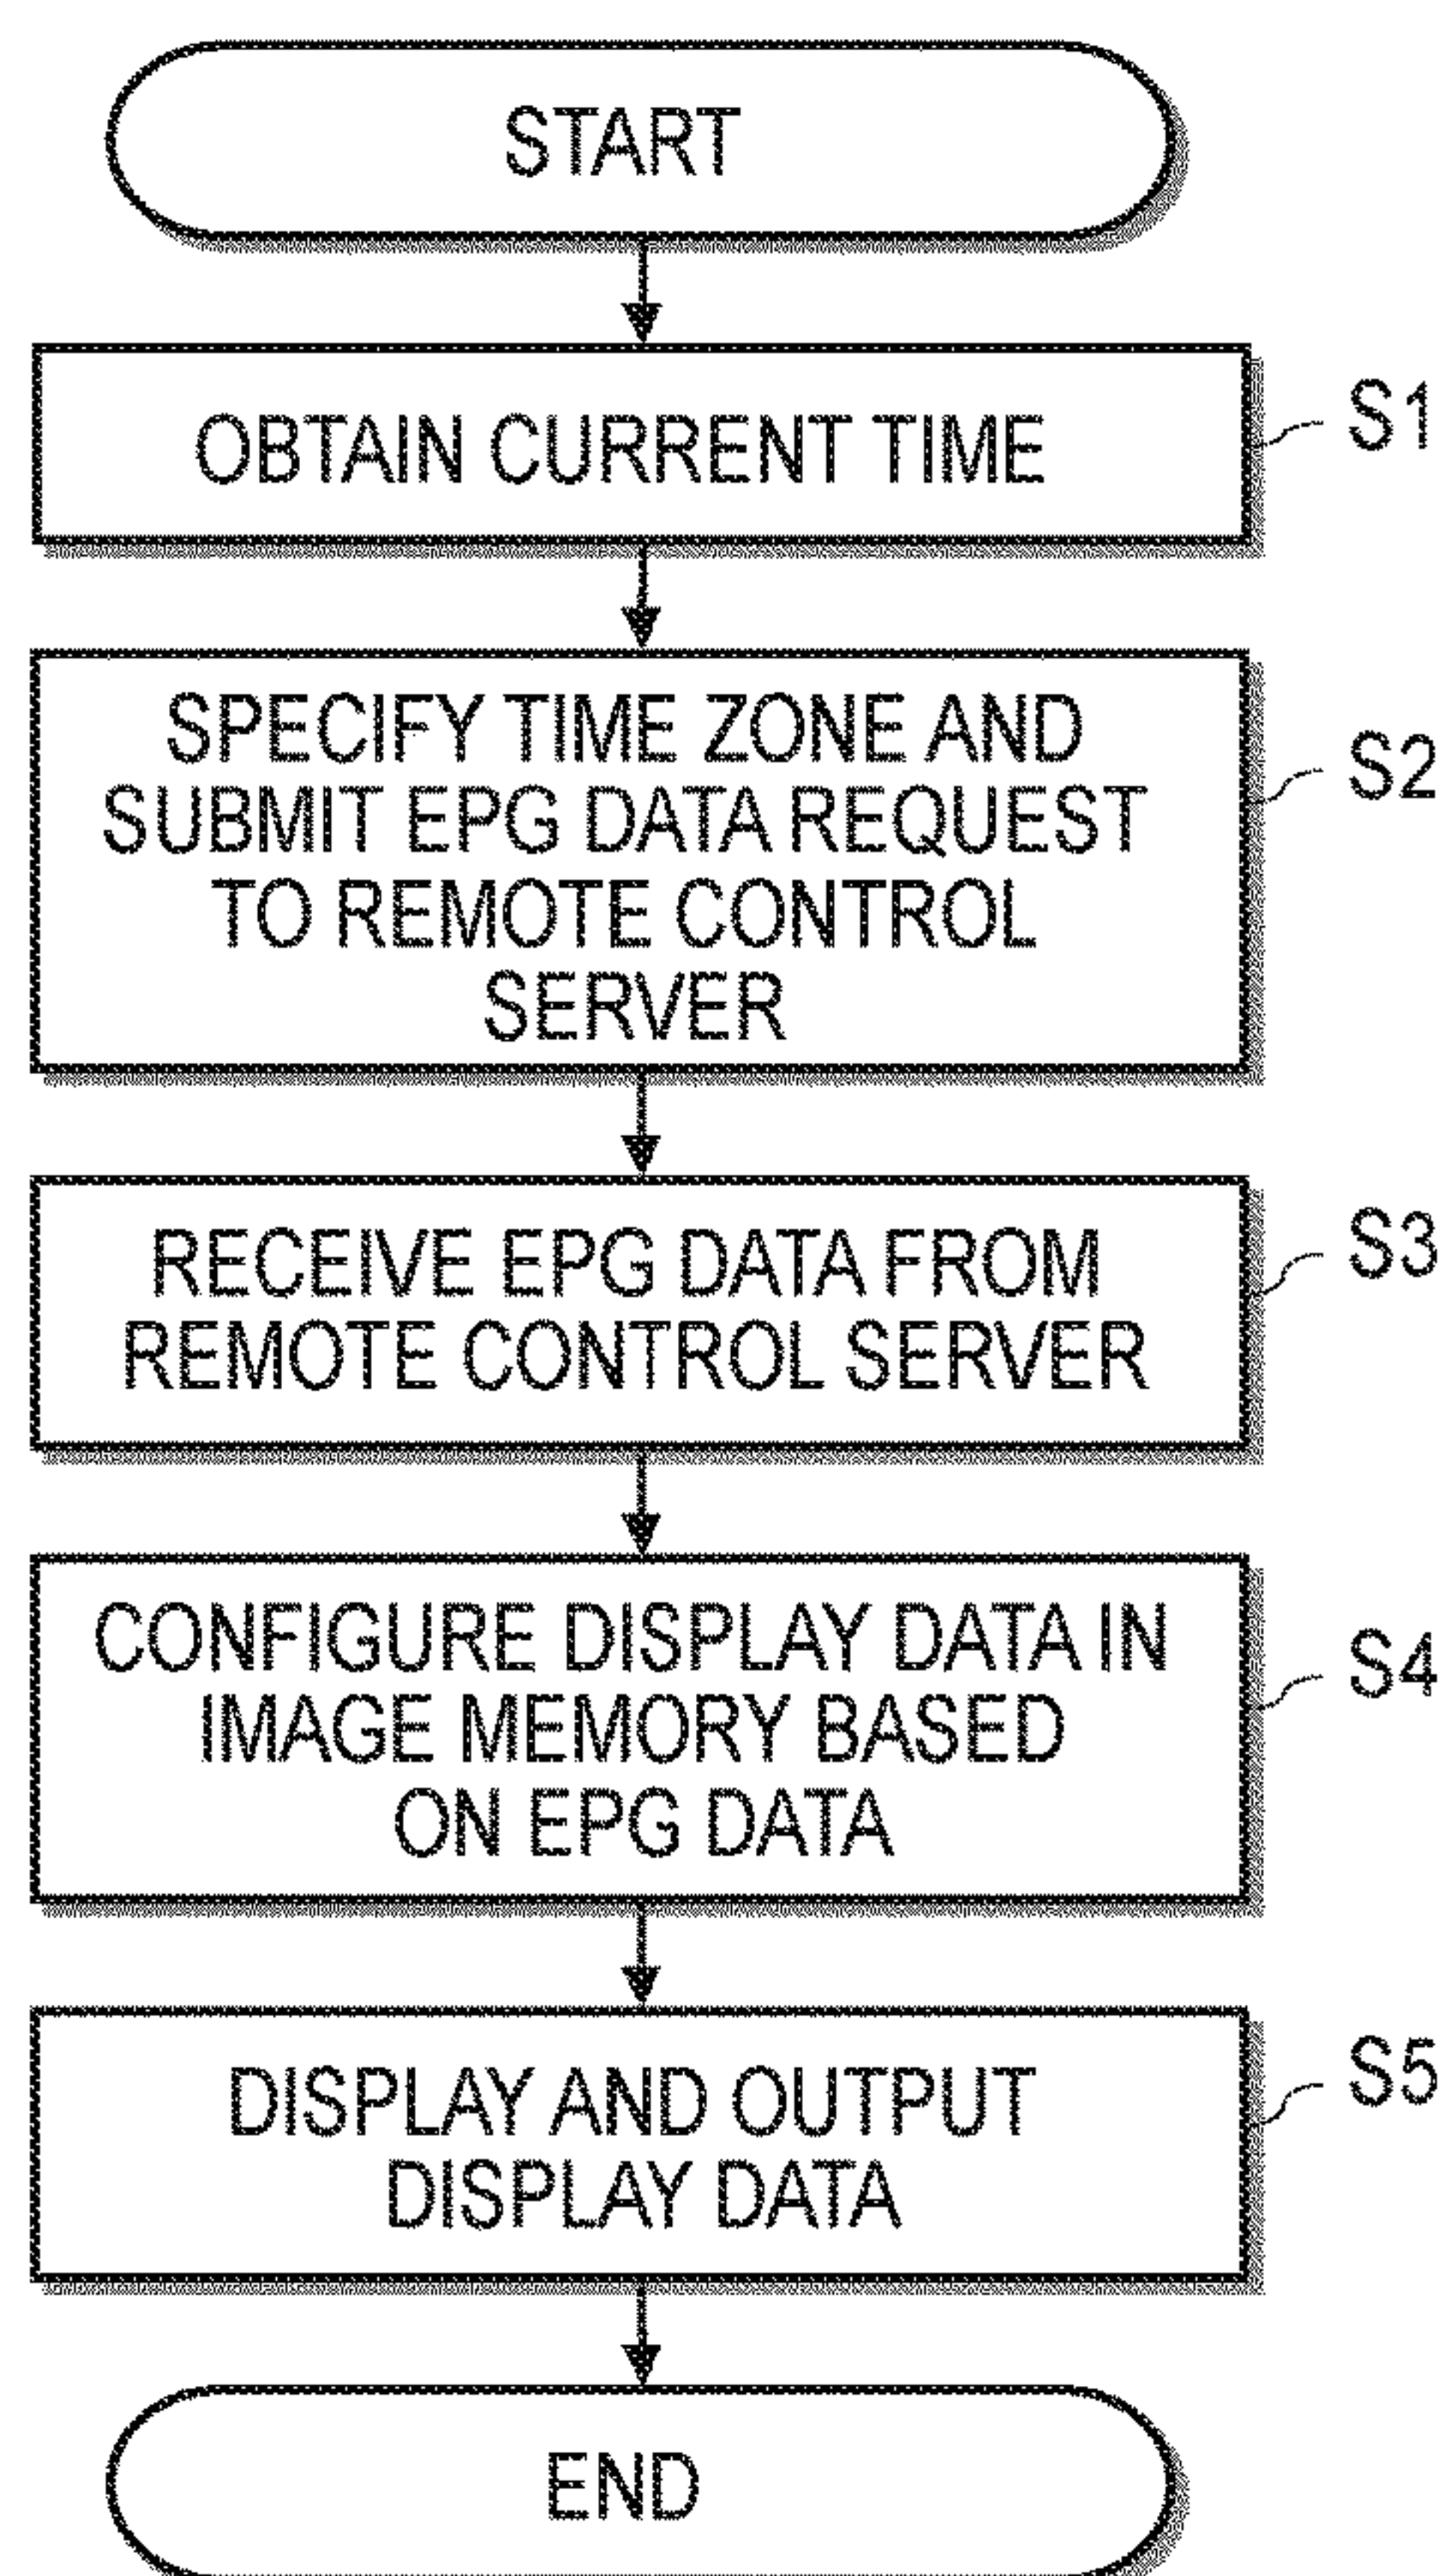 START
OBTAIN CURRENT TIME
S1
SPECIFY TIME ZONE AND
SUBMIT EPG DATA REQUEST
TO REMOTE CONTROL
SERVER
S2
RECEIVE EPG DATA FROM
REMOTE CONTROL SERVER
S3
CONFIGURE DISPLAY DATA IN
IMAGE MEMORY BASED
ON EPG DATA
S4
DISPLAY AND OUTPUT
DISPLAY DATA
S5
END